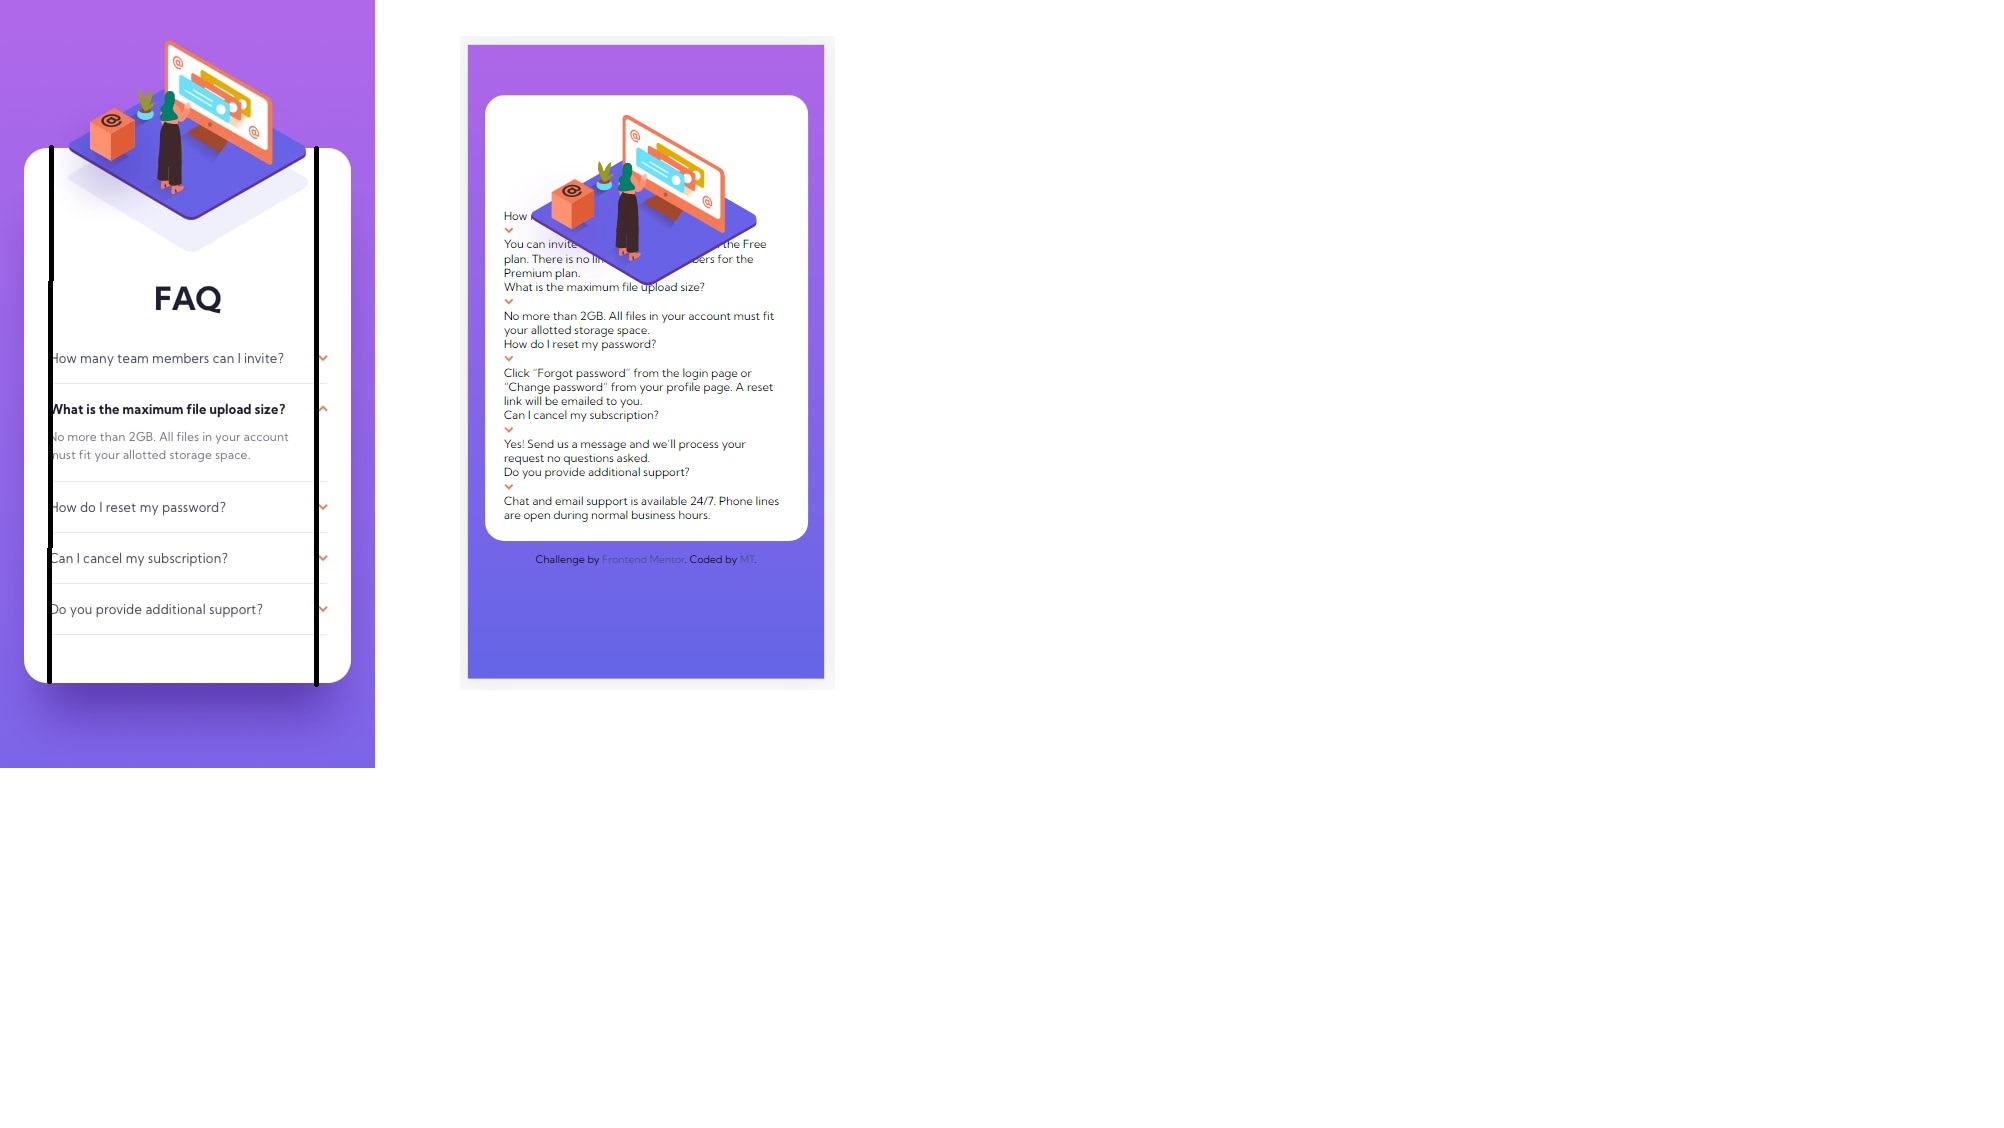 FAQ
How many team members can I invite?
What is the maximum file upload size?
No more than 2GB. All files in your account
must fit your allotted storage space.
How do I reset my password?
Can I cancel my subscription?
Do you provide additional support?
How
You can invite the Free
plan. There is no for the
Premium plan.
What is the maximum file upload size?
No more than 2GB. All files in your account must fit
your allotted storage space.
How do I reset my password?
Click “Forgot password” from the login page or
“Change password” from your profile page. A reset
link will be emailed to you.
Can I cancel my subscription?
Yes! Send us a message and we’ll process your
request no questions asked.
Do you provide additional support?
Chat and email support is available 24/7. Phone lines
are open during normal business hours.
Challenge by Frontend Mentor. Coded by MT.